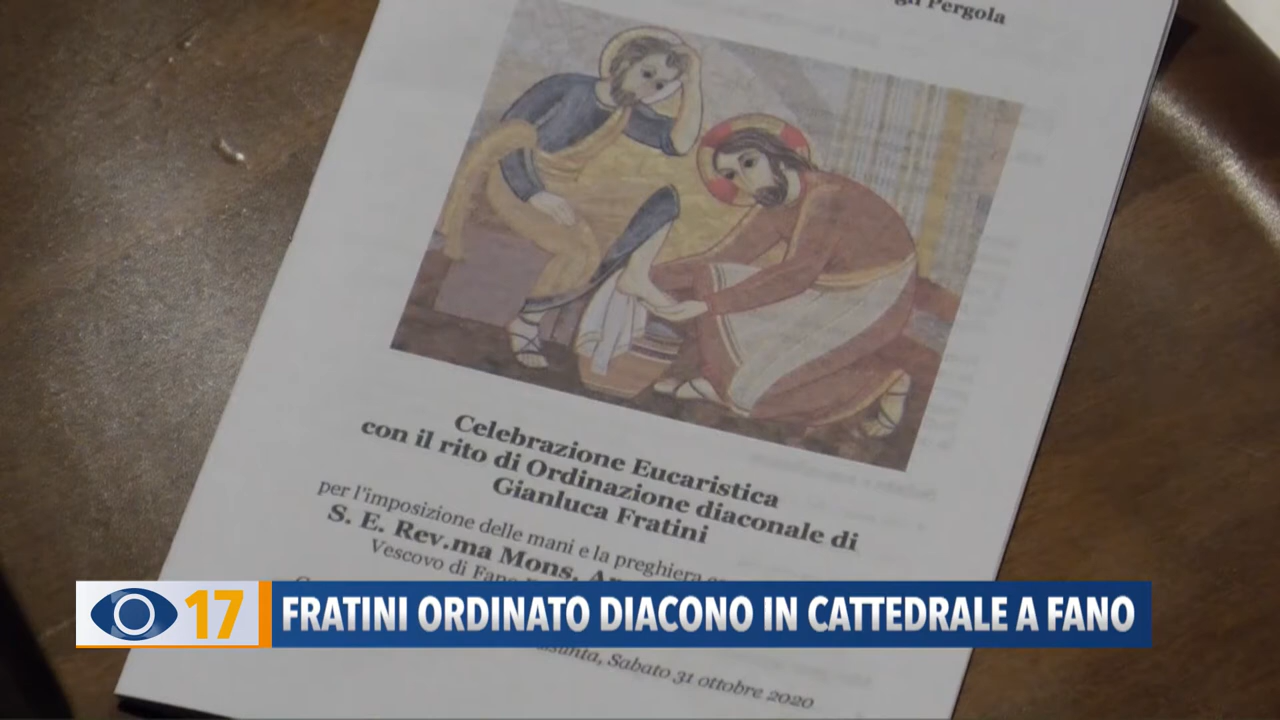 Pergola
Celebrazione Eucaristica
con il rito di Ordinazione diaconale di
Gianluca Fratini
per l'imposizione delle mani e la preghiera
S. E. Rev.ma Mons.
Vescovo di Fano
17 FRATINI ORDINATO DIACONO IN CATTEDRALE A FANO
Sabato 31 ottobre 2020